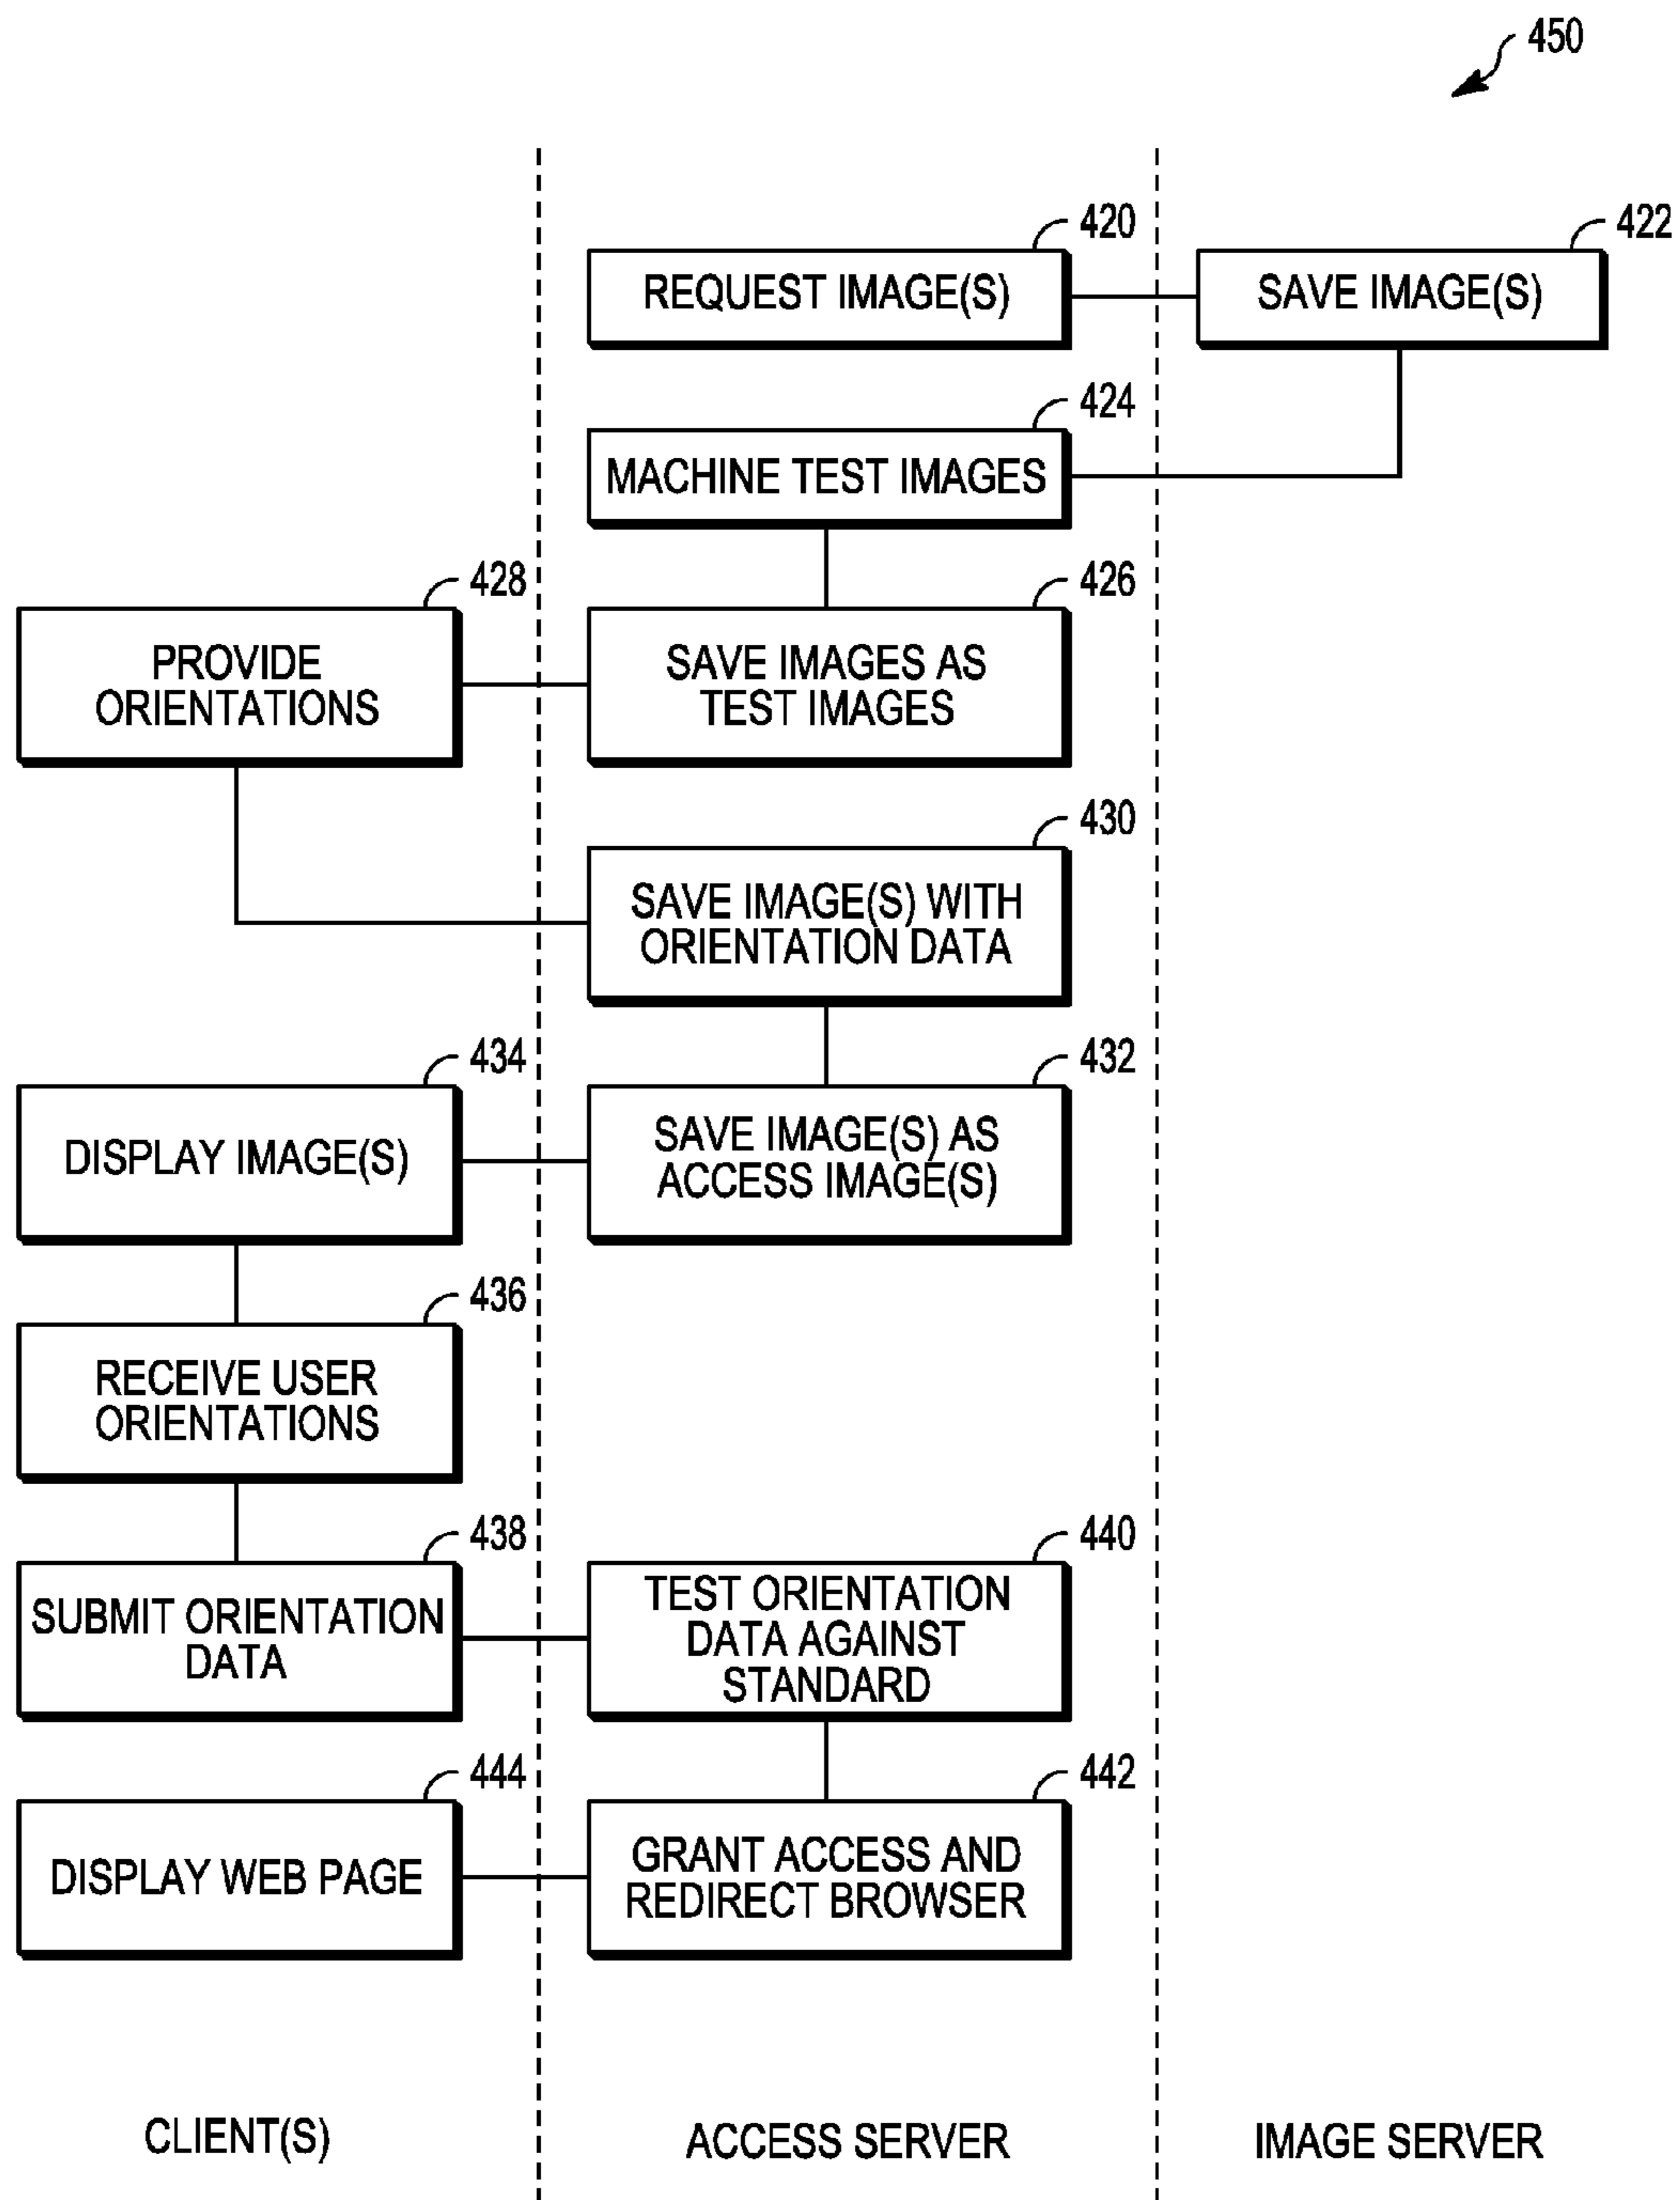 450
420
REQUEST IMAGE(S)
422
SAVE IMAGE(S)
424
MACHINE TEST IMAGES
428
PROVIDE
ORIENTATIONS
426
SAVE IMAGES AS
TEST IMAGES
430
SAVE IMAGE(S) WITH
ORIENTATION DATA
434
DISPLAY IMAGE(S)
432
SAVE IMAGE(S) AS
ACCESS IMAGE(S)
436
RECEIVE USER
ORIENTATIONS
438
SUBMIT ORIENTATION
DATA
440
TEST ORIENTATION
DATA AGAINST
STANDARD
444
DISPLAY WEB PAGE
442
GRANT ACCESS AND
REDIRECT BROWSER
CLIENT(S)
ACCESS SERVER
IMAGE SERVER